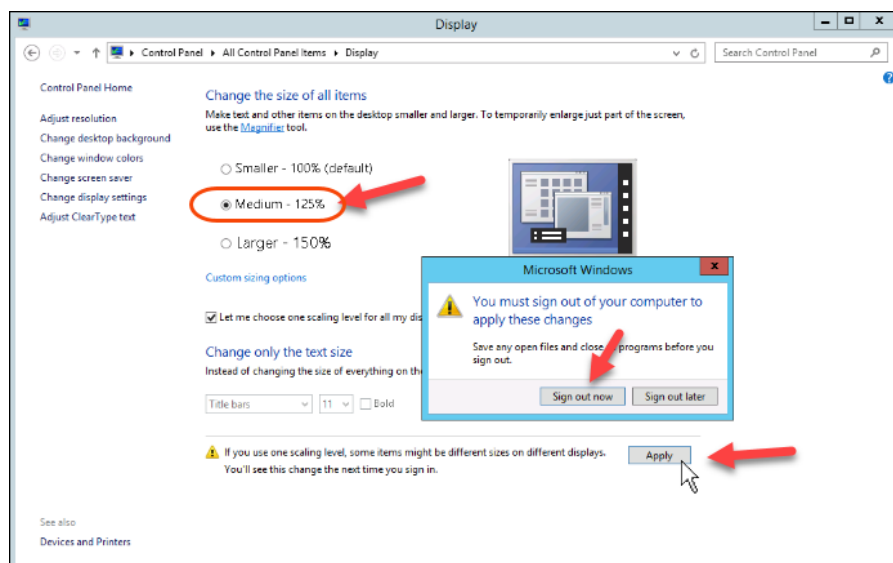 Display
Control Panel ▸ All Control Panel Items ▸ Display
Search Control Panel
Control Panel Home
Adjust resolution
Change desktop background
Change window colors
Change screen saver
Change display settings
Adjust ClearType text
See also
Devices and Printers
Change the size of all items
Make text and other items on the desktop smaller and larger. To temporarily enlarge just part of the screen,
use the Magnifier tool.
Smaller - 100% (default)
Medium - 125%
Larger - 150%
Custom sizing options
Let me choose one scaling level for all my
Change only the text size
Instead of changing the size of everything on
Title bars
11
Bold
If you use one scaling level, some items might be different sizes on different displays.
You'll see this change the next time you sign in.
Apply
Microsoft Windows
You must sign out of your computer to
apply these changes
Save any open files and close programs before you
sign out.
Sign out now
Sign out later